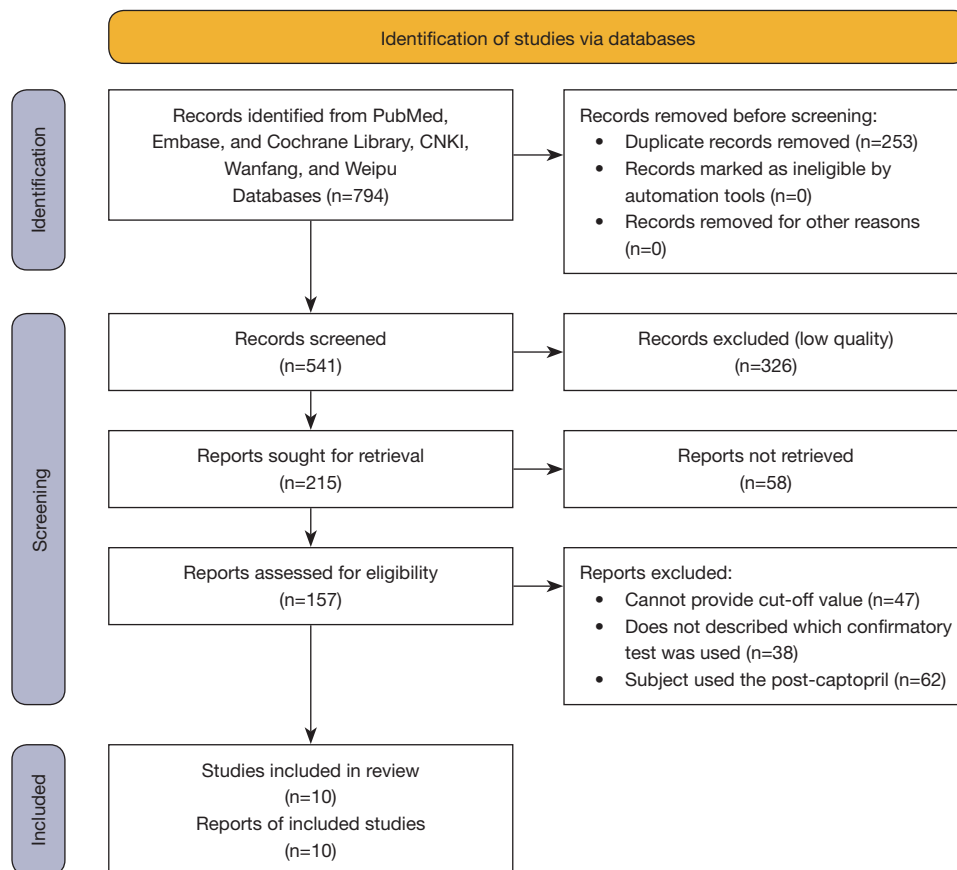 Identification of studies via databases
Identification
Records identified from PubMed,
Embase, and Cochrane Library, CNKI,
Wanfang, and Weipu
Databases (n=794)
Records removed before screening:
• Duplicate records removed (n=253)
• Records marked as ineligible by
automation tools (n=0)
• Records removed for other reasons
(n=0)
Screening
Records screened
(n=541)
Records excluded (low quality)
(n=326)
Reports sought for retrieval
(n=215)
Reports not retrieved
(n=58)
Reports assessed for eligibility
(n=157)
Reports excluded:
• Cannot provide cut-off value (n=47)
• Does not described which confirmatory
test was used (n=38)
• Subject used the post-captopril (n=62)
Included
Studies included in review
(n=10)
Reports of included studies
(n=10)